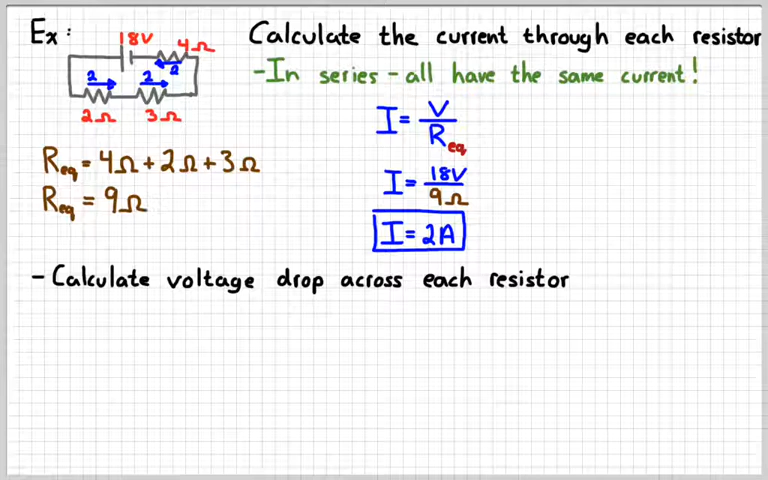 Ex:
18V
4Ω
2
2
2
2Ω
3Ω
Calculate the current through each resistor
-In series - all have the same current!
I = V / Req
I = 18V / 9Ω
I = 2A
Req = 4Ω + 2Ω + 3Ω
Req = 9Ω
- Calculate voltage drop across each resistor